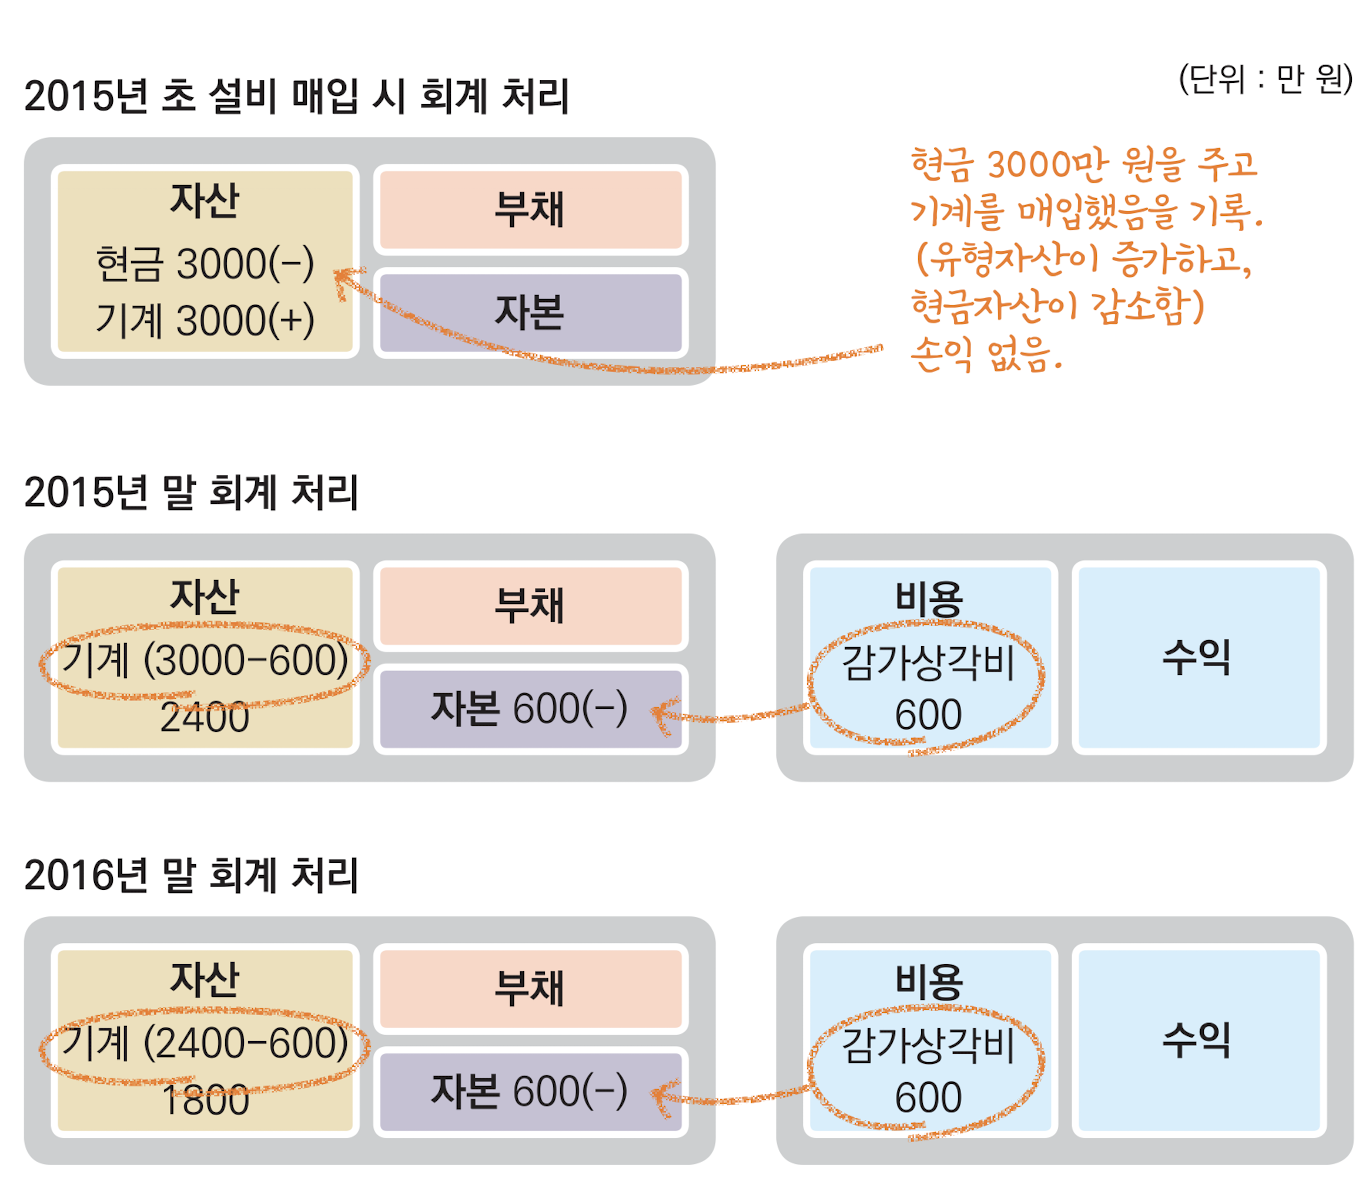 (단위 : 만 원)
2015년 초 설비 매입 시 회계 처리
자산
현금 3000(−)
기계 3000(+)
부채
자본
현금 3000만 원을 주고
기계를 매입했음을 기록.
(유형자산이 증가하고,
현금자산이 감소함)
손익 없음.
2015년 말 회계 처리
자산
기계 (3000−600)
2400
부채
자본 600(−)
비용
감가상각비
600
수익
2016년 말 회계 처리
자산
기계 (2400−600)
1800
부채
자본 600(−)
비용
감가상각비
600
수익